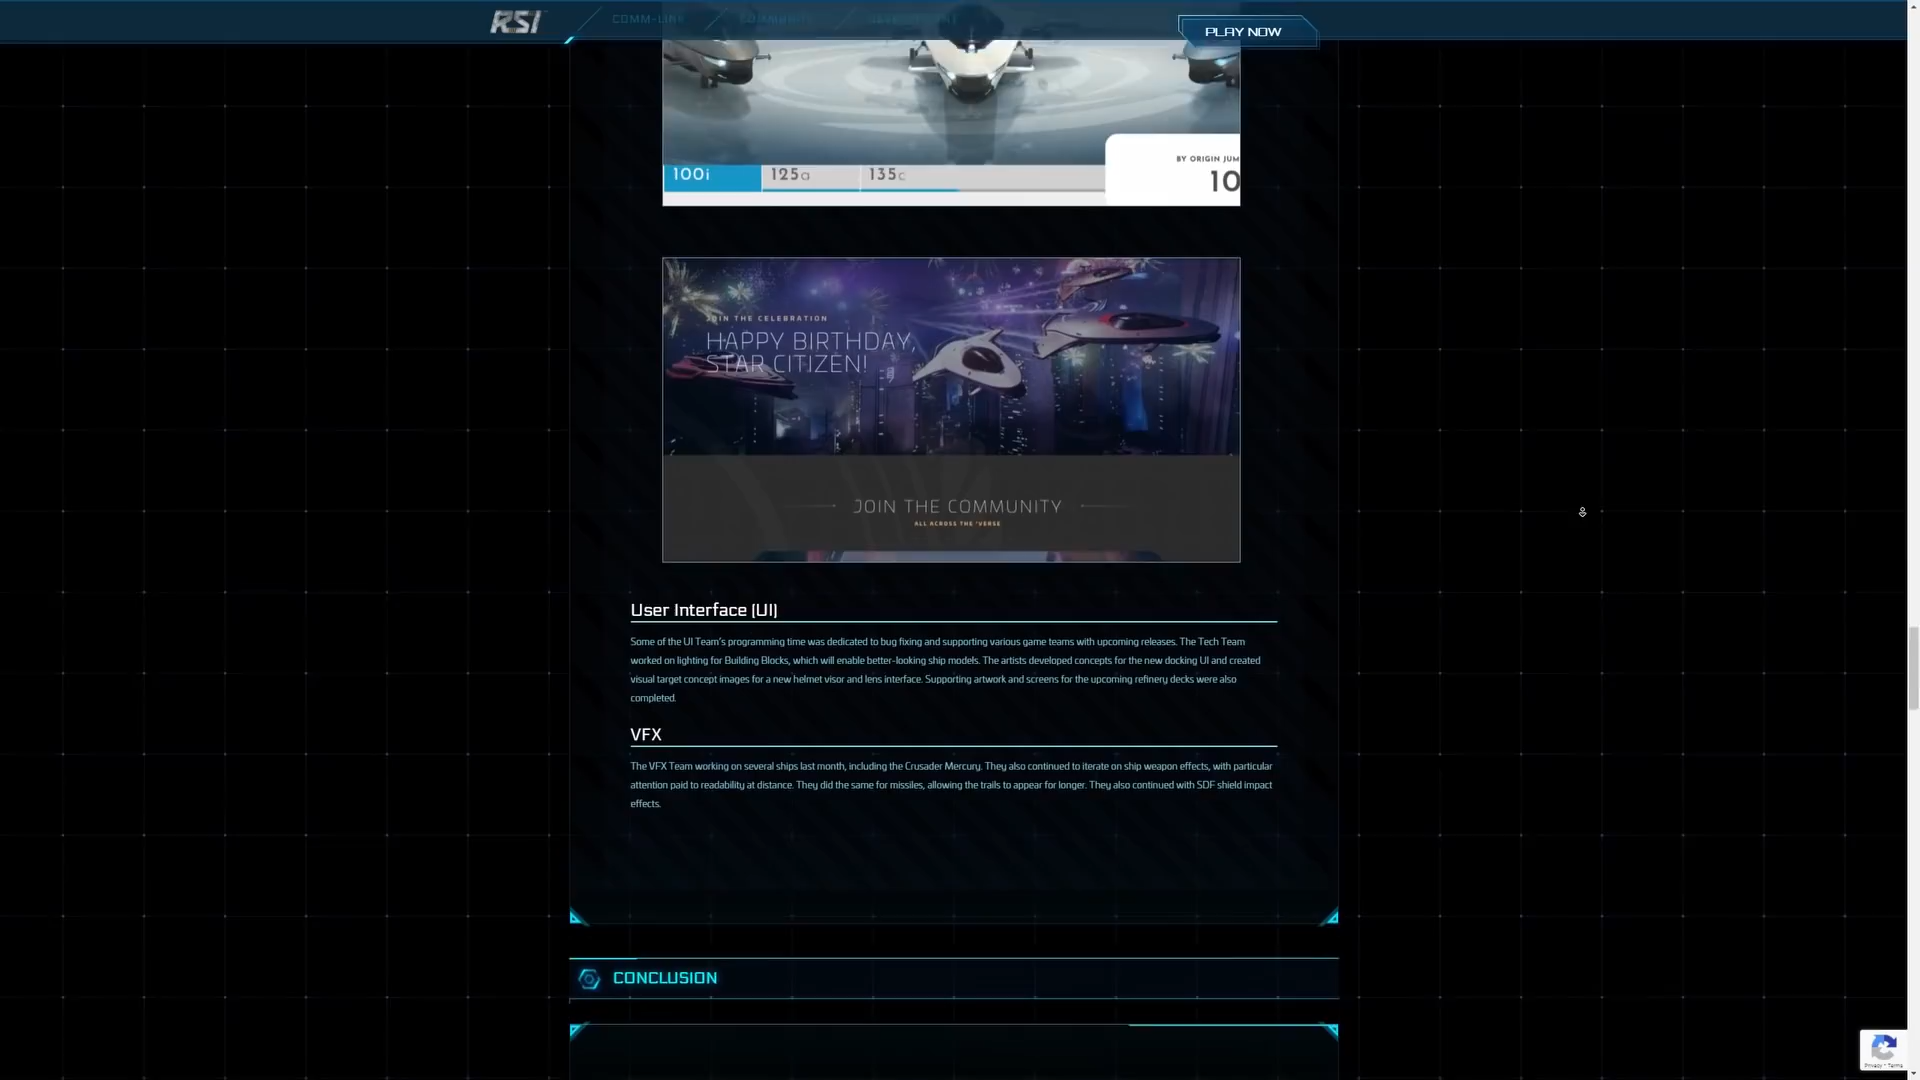 RSI
COMM-LINK
COMMUNITY
PLAY NOW
BY ORIGIN JUM
100i
125a
135c
10
JOIN THE CELEBRATION
HAPPY BIRTHDAY,
STAR CITIZEN!
JOIN THE COMMUNITY
ALL ACROSS THE 'VERSE
User Interface (UI)
Some of the UI Team's programming time was dedicated to bug fixing and supporting various game teams with upcoming releases. The Tech Team
worked on lighting for Building Blocks, which will enable better-looking ship models. The artists developed concepts for the new docking UI and created
visual target concept images for a new helmet visor and lens interface. Supporting artwork and screens for the upcoming refinery decks were also
completed.
VFX
The VFX Team working on several ships last month, including the Crusader Mercury. They also continued to iterate on ship weapon effects, with particular
attention paid to readability at distance. They did the same for missiles, allowing the trails to appear for longer. They also continued with SDF shield impact
effects.
CONCLUSION
Privacy - Terms